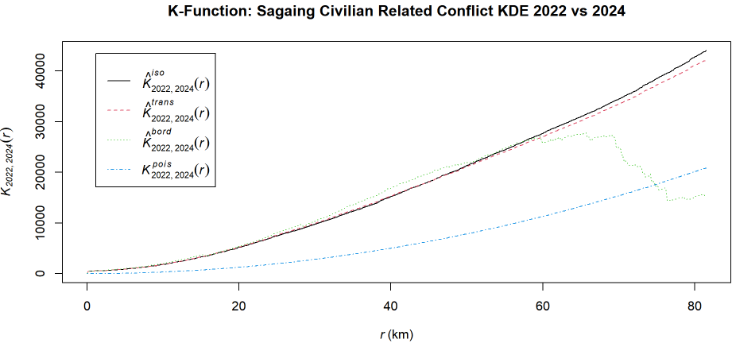 K-Function: Sagaing Civilian Related Conflict KDE 2022 vs 2024
K̂^iso_2022, 2024(r)
K̂^trans_2022, 2024(r)
K̂^bord_2022, 2024(r)
K^pois_2022, 2024(r)
K_2022, 2024(r)
40000
30000
20000
10000
0
0 20 40 60 80
r (km)